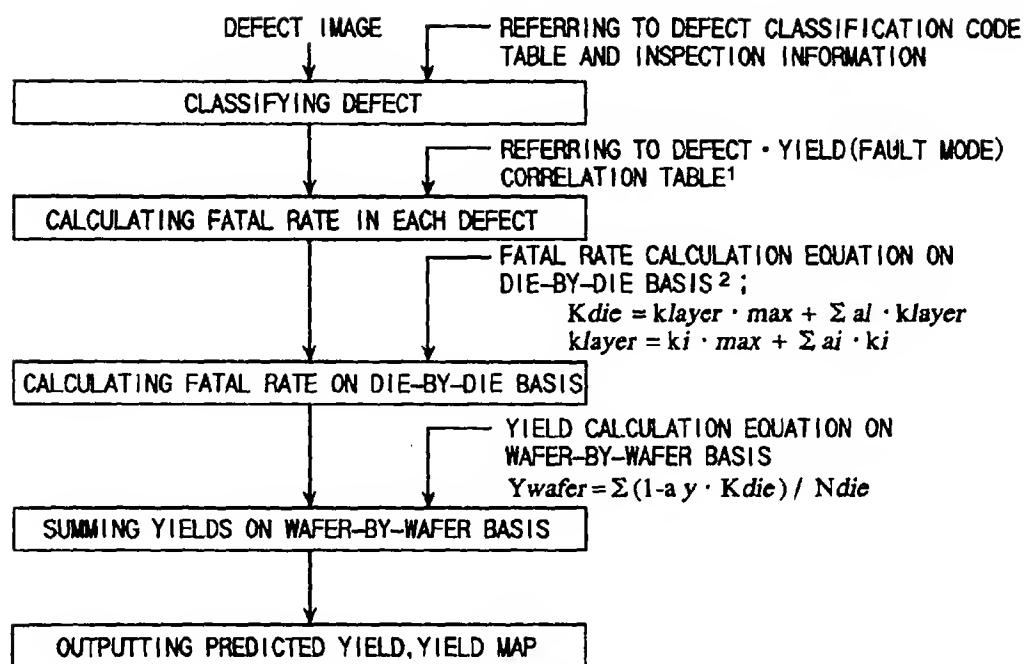 DEFECT IMAGE
REFERRING TO DEFECT CLASSIFICATION CODE
TABLE AND INSPECTION INFORMATION
CLASSIFYING DEFECT
REFERRING TO DEFECT・YIELD(FAULT MODE)
CORRELATION TABLE¹
CALCULATING FATAL RATE IN EACH DEFECT
FATAL RATE CALCULATION EQUATION ON
DIE-BY-DIE BASIS²;
Kdie = klayer · max + Σ al · klayer
klayer = ki · max + Σ ai · ki
CALCULATING FATAL RATE ON DIE-BY-DIE BASIS
YIELD CALCULATION EQUATION ON
WAFER-BY-WAFER BASIS
Ywafer=Σ(1-a y · Kdie) / Ndie
SUMMING YIELDS ON WAFER-BY-WAFER BASIS
OUTPUTTING PREDICTED YIELD, YIELD MAP